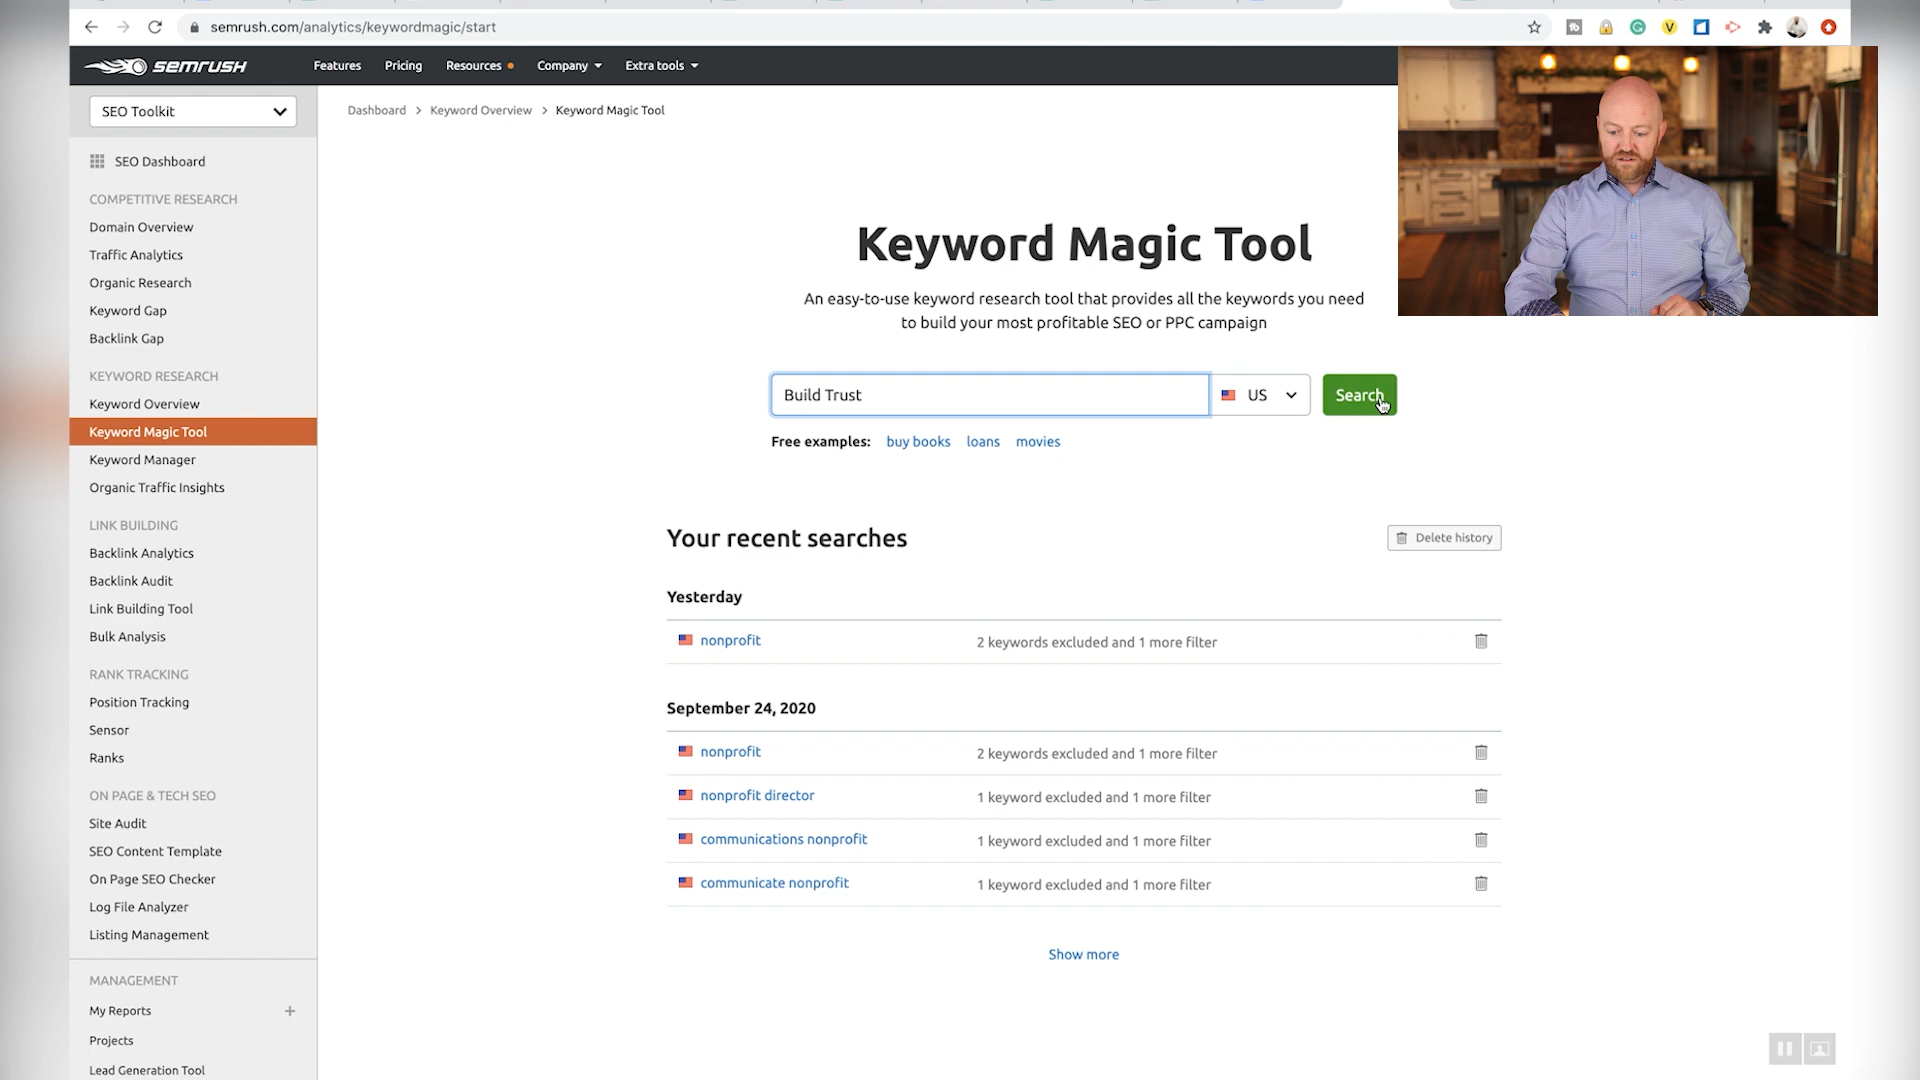 semrush.com/analytics/keywordmagic/start
semrush
Features
Pricing
Resources
Company
Extra tools
SEO Toolkit
Dashboard > Keyword Overview > Keyword Magic Tool
SEO Dashboard
COMPETITIVE RESEARCH
Domain Overview
Traffic Analytics
Organic Research
Keyword Gap
Backlink Gap
KEYWORD RESEARCH
Keyword Overview
Keyword Magic Tool
Keyword Manager
Organic Traffic Insights
LINK BUILDING
Backlink Analytics
Backlink Audit
Link Building Tool
Bulk Analysis
RANK TRACKING
Position Tracking
Sensor
Ranks
ON PAGE & TECH SEO
Site Audit
SEO Content Template
On Page SEO Checker
Log File Analyzer
Listing Management
MANAGEMENT
My Reports +
Projects
Lead Generation Tool
Keyword Magic Tool
An easy-to-use keyword research tool that provides all the keywords you need
to build your most profitable SEO or PPC campaign
Build Trust
US
Search
Free examples: buy books loans movies
Your recent searches
Delete history
Yesterday
nonprofit 2 keywords excluded and 1 more filter
September 24, 2020
nonprofit 2 keywords excluded and 1 more filter
nonprofit director 1 keyword excluded and 1 more filter
communications nonprofit 1 keyword excluded and 1 more filter
communicate nonprofit 1 keyword excluded and 1 more filter
Show more